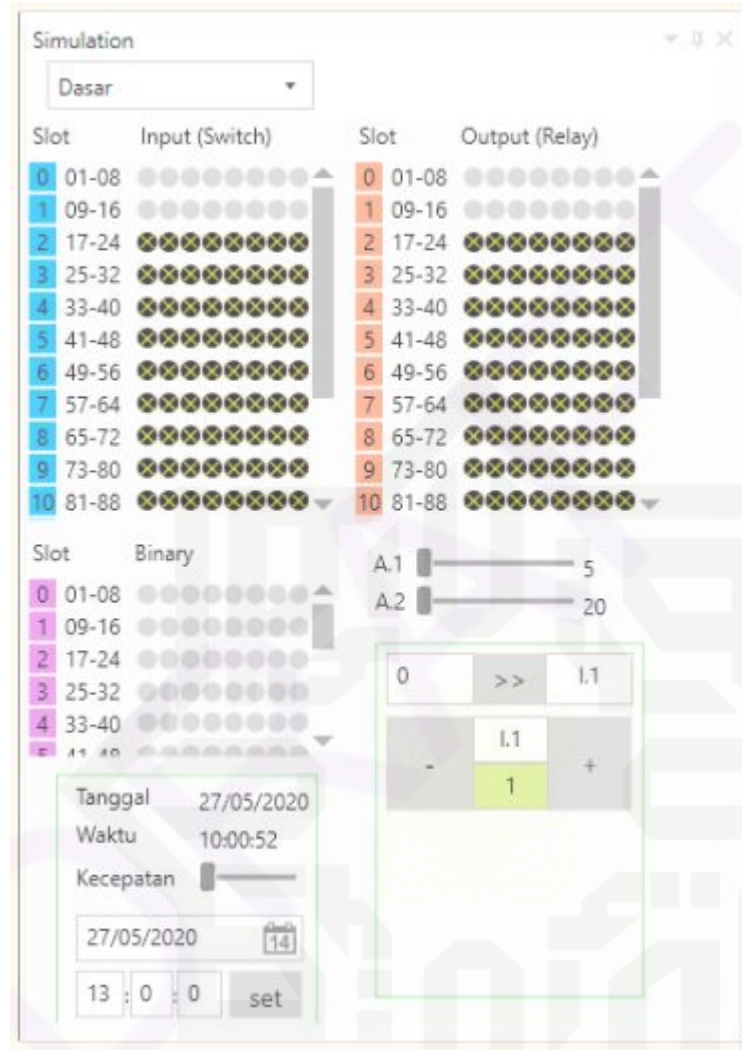 Simulation
Dasar
Slot Input (Switch)
0 01-08
1 09-16
2 17-24
3 25-32
4 33-40
5 41-48
6 49-56
7 57-64
8 65-72
9 73-80
10 81-88
Slot Output (Relay)
0 01-08
1 09-16
2 17-24
3 25-32
4 33-40
5 41-48
6 49-56
7 57-64
8 65-72
9 73-80
10 81-88
Slot Binary
0 01-08
1 09-16
2 17-24
3 25-32
4 33-40
5 41-48
A.1 5
A.2 20
0 >> I.1
I.1
- +
1
Tanggal 27/05/2020
Waktu 10:00:52
Kecepatan
27/05/2020 14
13 : 0 : 0 set